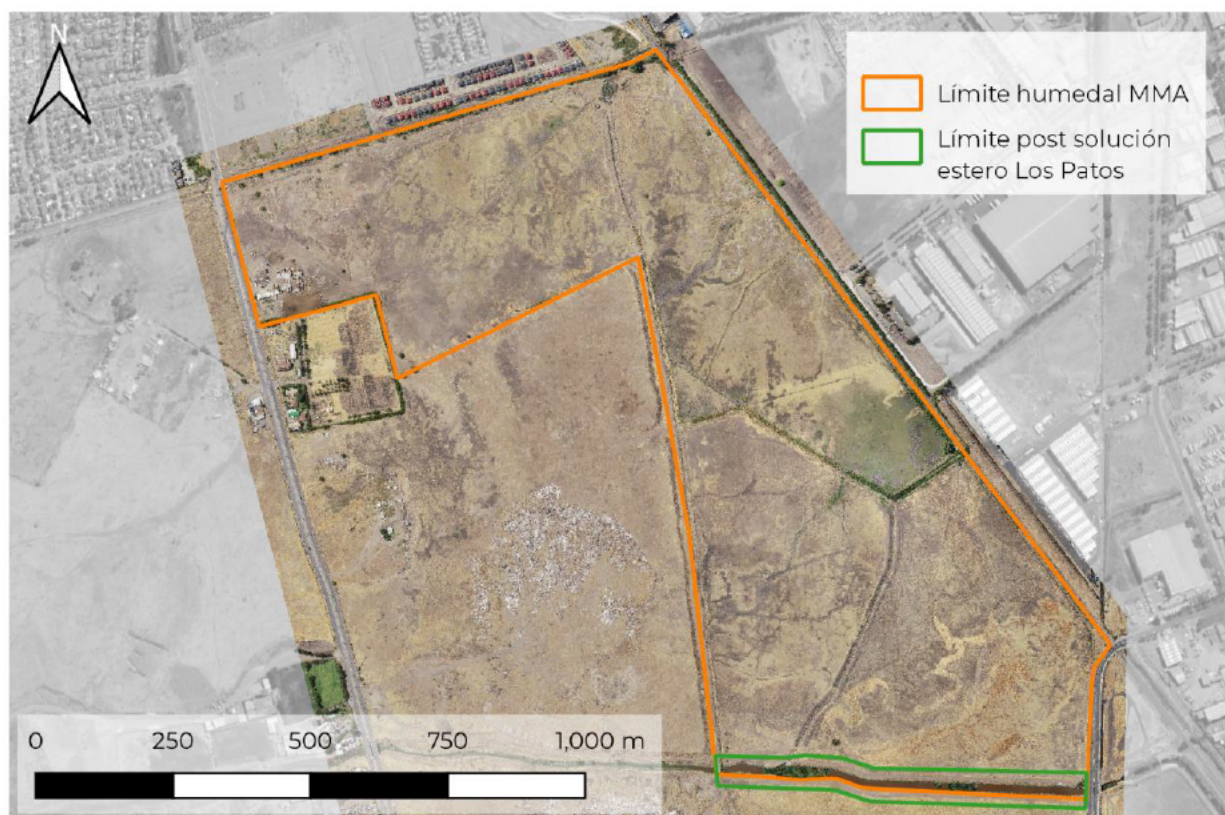 N
Límite humedal MMA
Límite post solución
estero Los Patos
0 250 500 750 1,000 m